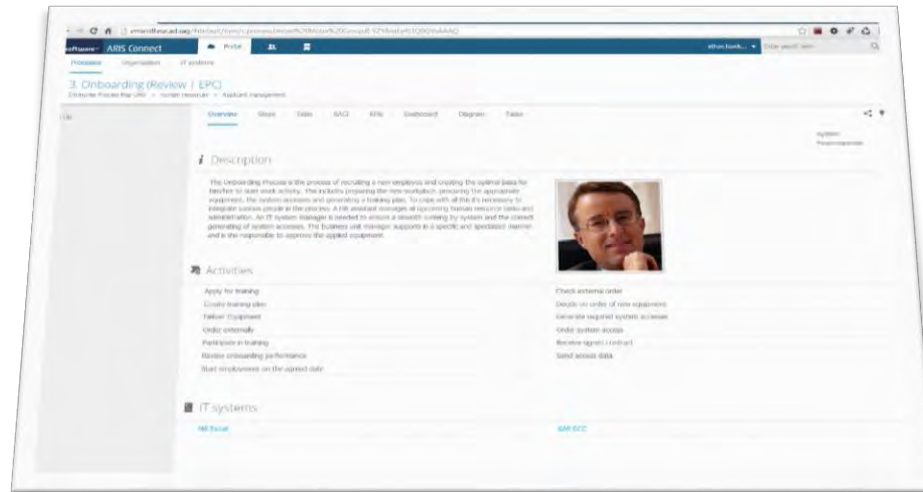 software ARIS Connect Portal
Processes Organization IT systems
3. Onboarding (Review | EPC)
Overview Steps Tasks RACI KPIs Dashboard Diagram
Description
The Onboarding Process is the process of recruiting a new employee and creating the optimal basis for
him/her to start work activity. This includes preparing the new workplace, procuring the appropriate
equipment, the system accesses and generating a training plan. To cope with all this it's necessary to
integrate various people in the process. A HR assistant manages all upcoming human resource tasks and
administration. An IT system manager is needed to ensure a smooth running by system and the correct
generating of system accesses. The business unit manager supports in a specific and specialized manner
and is the responsible to approve the applied equipment.
Activities
Apply for training
Create training plan
Deliver Equipment
Order externally
Participate in training
Review onboarding performance
Start employment on the agreed date
Check external order
Decide on order of new equipment
Generate required system accesses
Order system access
Receive signed contract
Send access data
IT systems
SAP ECC